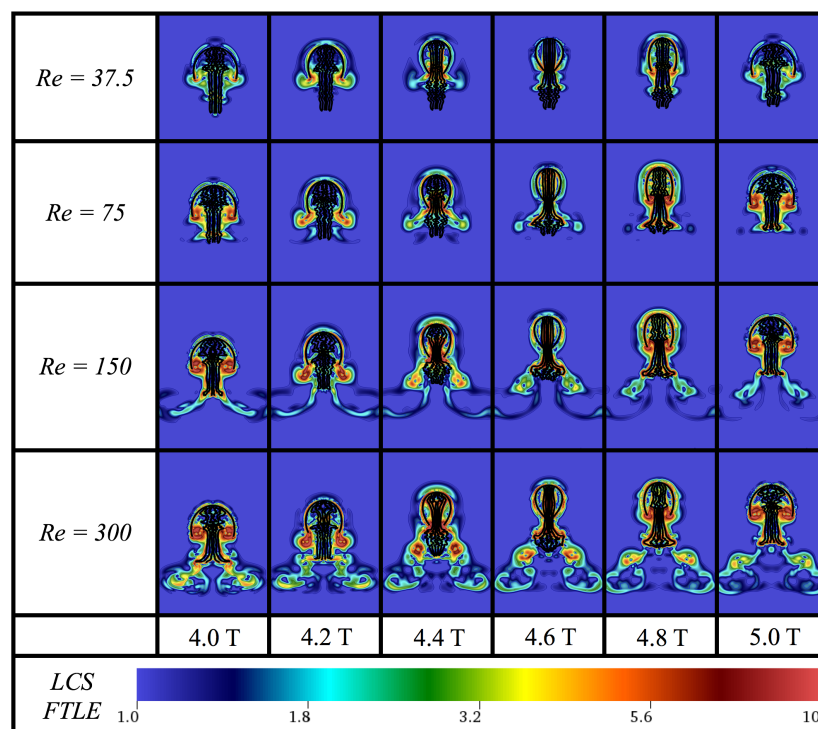 Re = 37.5
Re = 75
Re = 150
Re = 300
4.0 T 4.2 T 4.4 T 4.6 T 4.8 T 5.0 T
LCS
FTLE
1.0 1.8 3.2 5.6 10